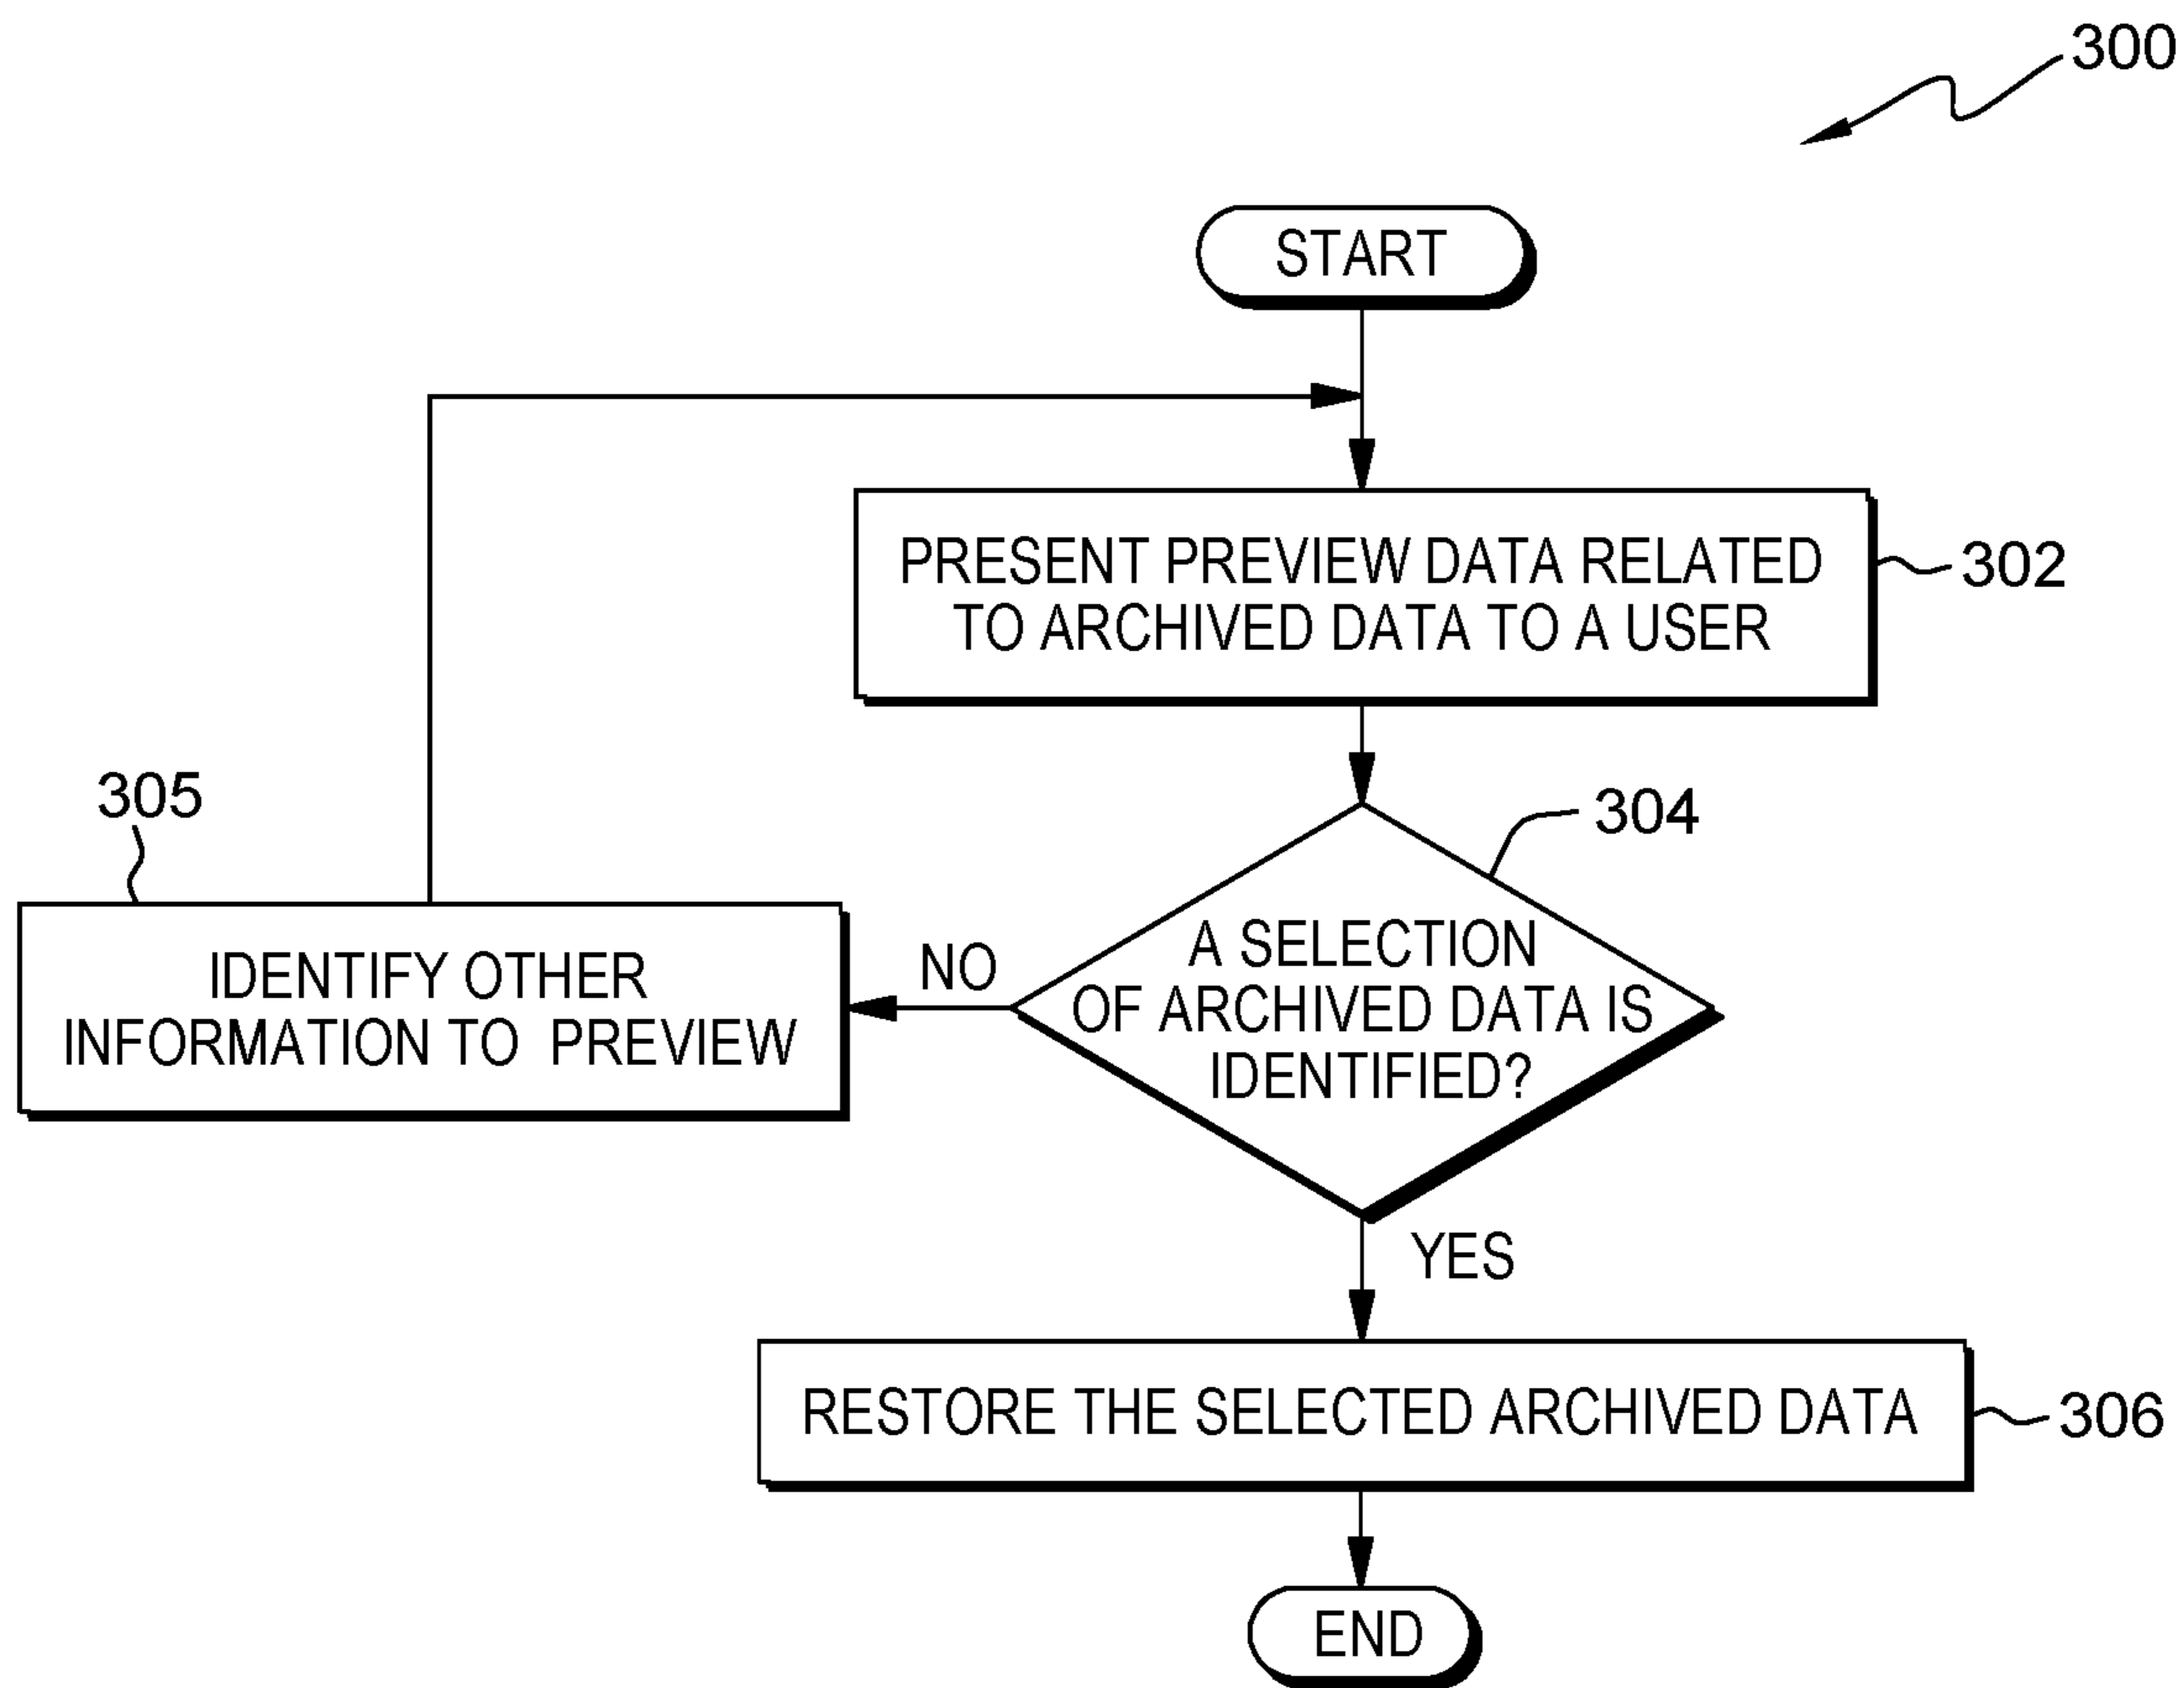 300
START
PRESENT PREVIEW DATA RELATED
TO ARCHIVED DATA TO A USER
302
305
304
IDENTIFY OTHER
INFORMATION TO PREVIEW
NO
A SELECTION
OF ARCHIVED DATA IS
IDENTIFIED?
YES
RESTORE THE SELECTED ARCHIVED DATA
306
END